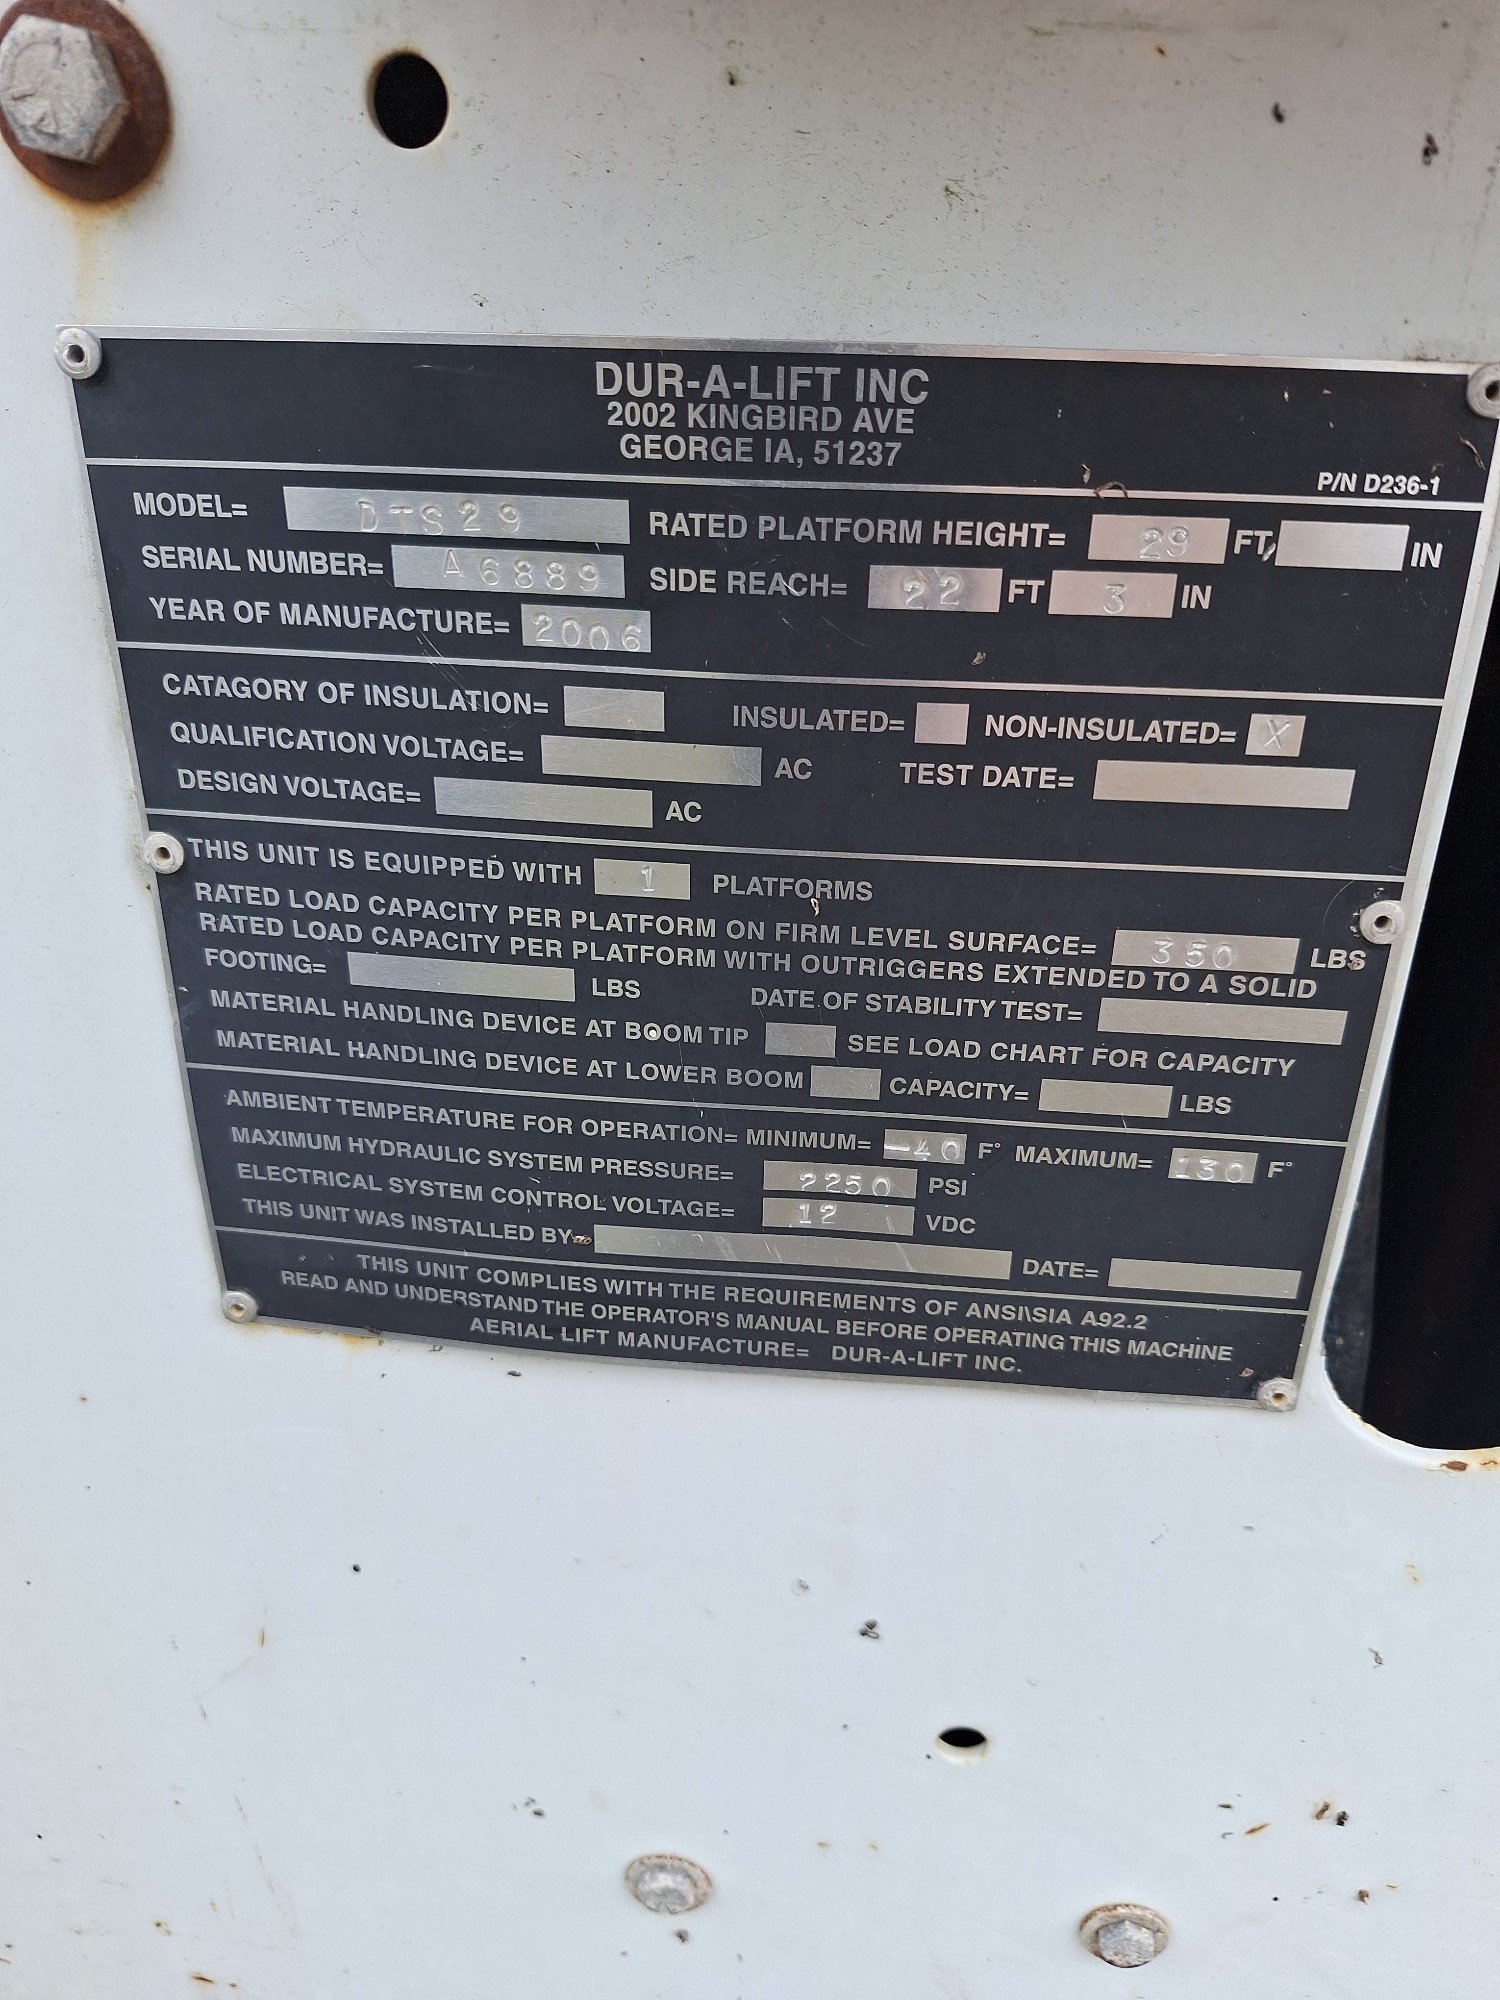 DUR-A-LIFT INC
2002 KINGBIRD AVE
GEORGE IA, 51237
P/N D236-1
MODEL= DTS29
RATED PLATFORM HEIGHT= 29 FT, IN
SERIAL NUMBER= A6889
SIDE REACH= 22 FT 3 IN
YEAR OF MANUFACTURE= 2006
CATAGORY OF INSULATION=
INSULATED= NON-INSULATED= X
QUALIFICATION VOLTAGE= AC
TEST DATE=
DESIGN VOLTAGE= AC
THIS UNIT IS EQUIPPED WITH 1 PLATFORMS
RATED LOAD CAPACITY PER PLATFORM ON FIRM LEVEL SURFACE= 350 LBS
RATED LOAD CAPACITY PER PLATFORM WITH OUTRIGGERS EXTENDED TO A SOLID
FOOTING= LBS DATE OF STABILITY TEST=
MATERIAL HANDLING DEVICE AT BOOM TIP SEE LOAD CHART FOR CAPACITY
MATERIAL HANDLING DEVICE AT LOWER BOOM CAPACITY= LBS
AMBIENT TEMPERATURE FOR OPERATION= MINIMUM= -40 F° MAXIMUM= 130 F°
MAXIMUM HYDRAULIC SYSTEM PRESSURE= 2250 PSI
ELECTRICAL SYSTEM CONTROL VOLTAGE= 12 VDC
THIS UNIT WAS INSTALLED BY= DATE=
THIS UNIT COMPLIES WITH THE REQUIREMENTS OF ANSI\SIA A92.2
READ AND UNDERSTAND THE OPERATOR'S MANUAL BEFORE OPERATING THIS MACHINE
AERIAL LIFT MANUFACTURE= DUR-A-LIFT INC.